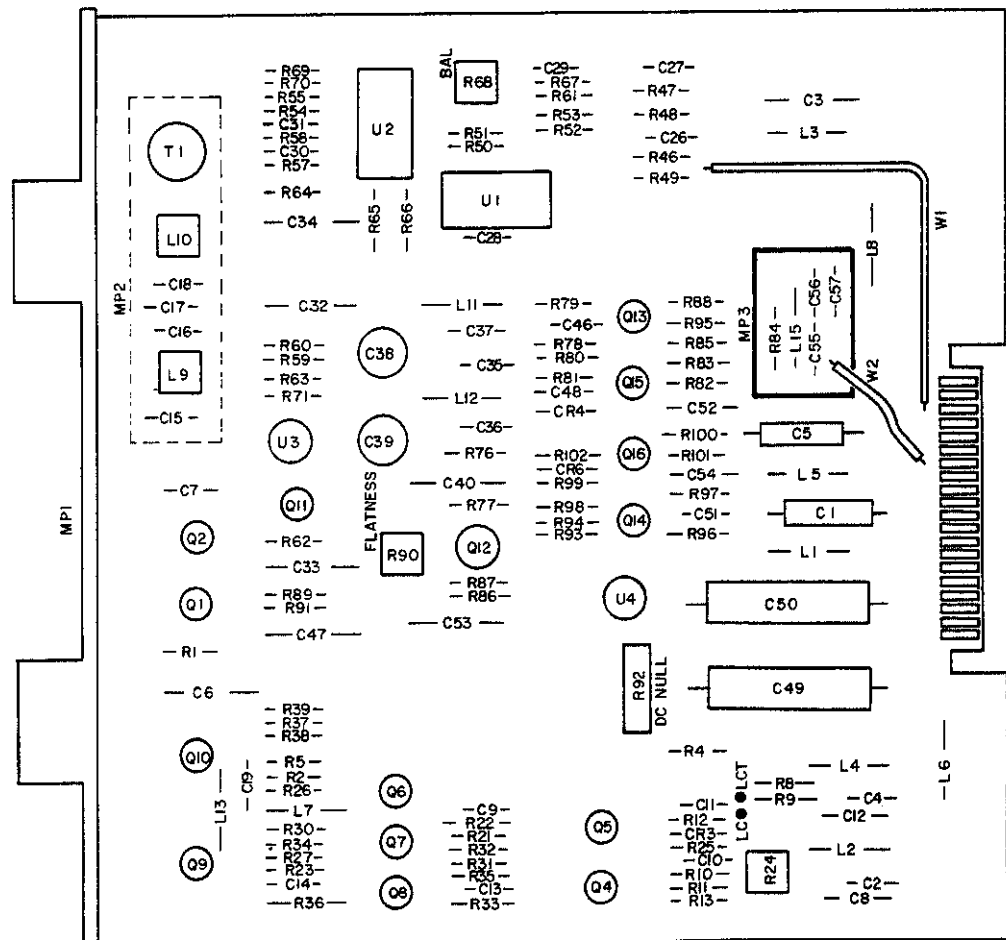 MP1
MP2
T1
L10
C18
C17
C16
L9
C15
C7
Q2
Q1
R1
C6
Q10
L13
C19
Q9
R69
R70
R55
R54
C31
R58
C30
R57
R64
C34
C32
R60
R59
R63
R71
U3
Q11
R62
C33
R89
R91
C47
R39
R37
R38
R5
R2
R26
L7
R30
R34
R27
R23
C14
R36
U2
R65
R66
C38
C39
FLATNESS
R90
Q6
Q7
Q8
BAL
R68
R51
R50
U1
C28
L11
C37
C35
L12
C36
R76
C40
R77
Q12
R87
R86
C53
C9
R22
R21
R32
R31
R35
C13
R33
C29
R67
R61
R53
R52
R79
C46
R78
R80
R81
C48
CR4
R102
CR6
R99
R98
R94
R93
Q13
Q15
Q16
Q14
U4
R92
DC NULL
Q5
Q4
C27
R47
R48
C26
R46
R49
R88
R95
R85
R83
R82
C52
R100
R101
C54
R97
C51
R96
R4
C11
R12
CR3
R25
C10
R10
R11
R13
C3
L3
W1
L8
MP3
R84
L15
C55
C56
C57
W2
C5
L5
C1
L1
C50
C49
LCT
LC
R8
R9
R24
L4
C4
C12
L2
C2
C8
L6